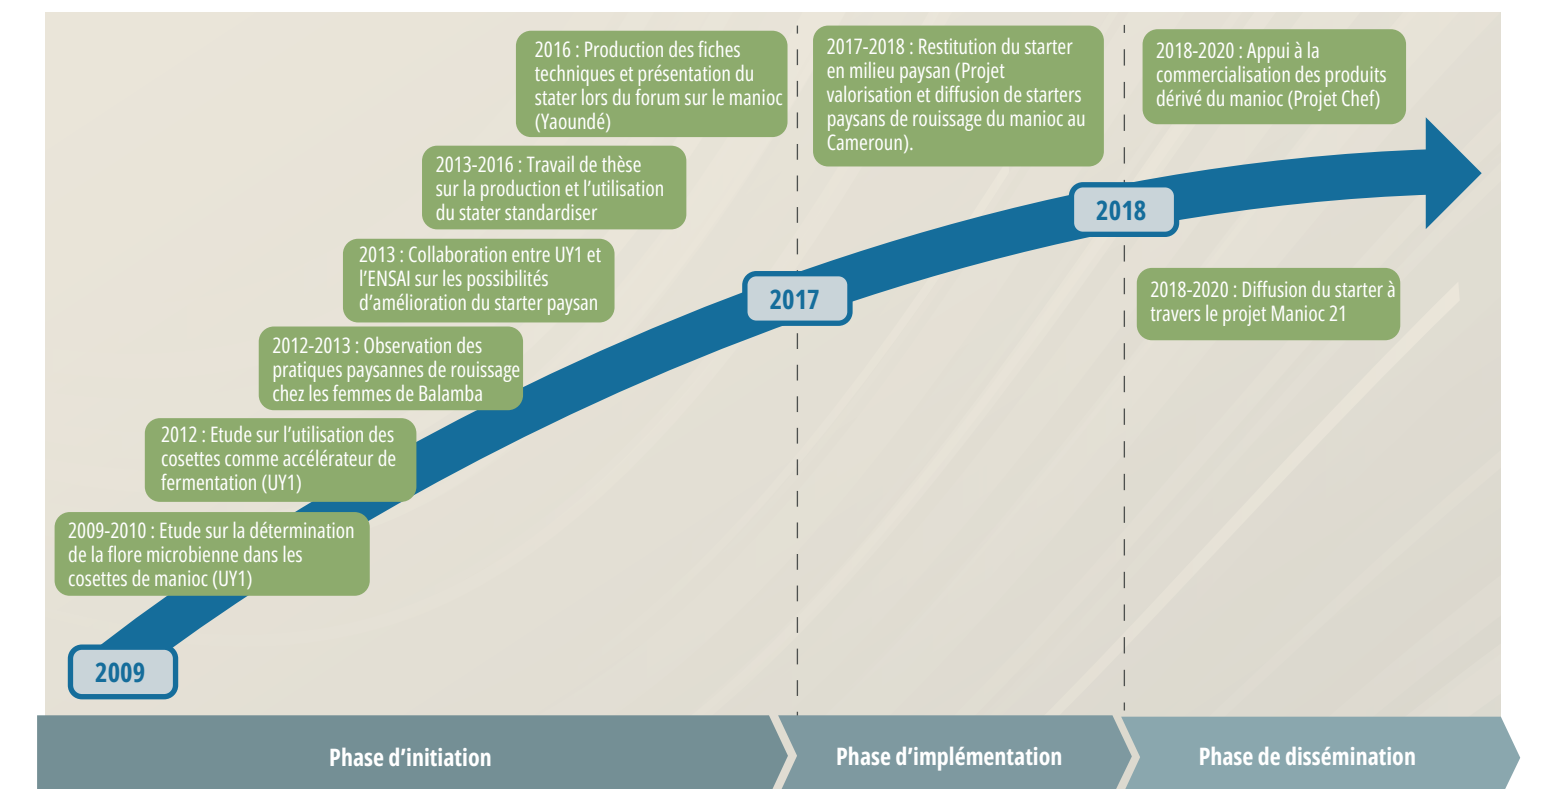 2016 : Production des fiches
techniques et présentation du
stater lors du forum sur le manioc
(Yaoundé)
2017-2018 : Restitution du starter
en milieu paysan (Projet
valorisation et diffusion de starters
paysans de rouissage du manioc au
Cameroun).
2018-2020 : Appui à la
commercialisation des produits
dérivé du manioc (Projet Chef)
2013-2016 : Travail de thèse
sur la production et l’utilisation
du stater standardiser
2018
2013 : Collaboration entre UY1 et
l’ENSAI sur les possibilités
d’amélioration du starter paysan
2017
2018-2020 : Diffusion du starter à
travers le projet Manioc 21
2012-2013 : Observation des
pratiques paysannes de rouissage
chez les femmes de Balamba
2012 : Etude sur l’utilisation des
cosettes comme accélérateur de
fermentation (UY1)
2009-2010 : Etude sur la détermination
de la flore microbienne dans les
cosettes de manioc (UY1)
2009
Phase d’initiation
Phase d’implémentation
Phase de dissémination